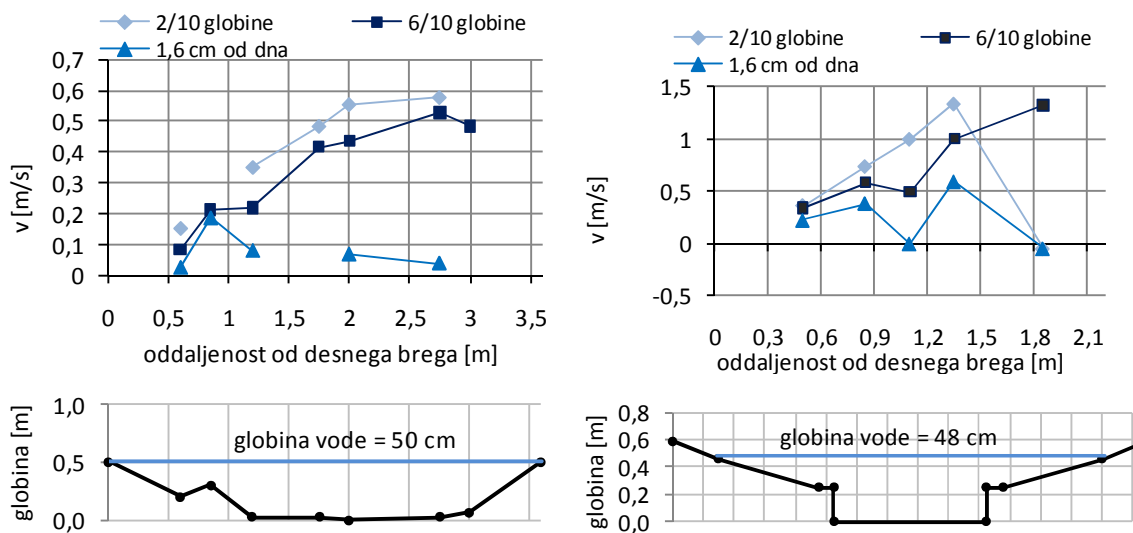 2/10 globine 6/10 globine
1,6 cm od dna
0,7
0,6
0,5
0,4
0,3
0,2
0,1
0
v [m/s]
0 0,5 1 1,5 2 2,5 3 3,5
oddaljenost od desnega brega [m]
1,0
0,5
0,0
globina [m]
globina vode = 50 cm
2/10 globine 6/10 globine
1,6 cm od dna
1,5
1
0,5
0
-0,5
v [m/s]
0 0,3 0,6 0,9 1,2 1,5 1,8 2,1
oddaljenost od desnega brega [m]
0,8
0,6
0,4
0,2
0,0
globina [m]
globina vode = 48 cm